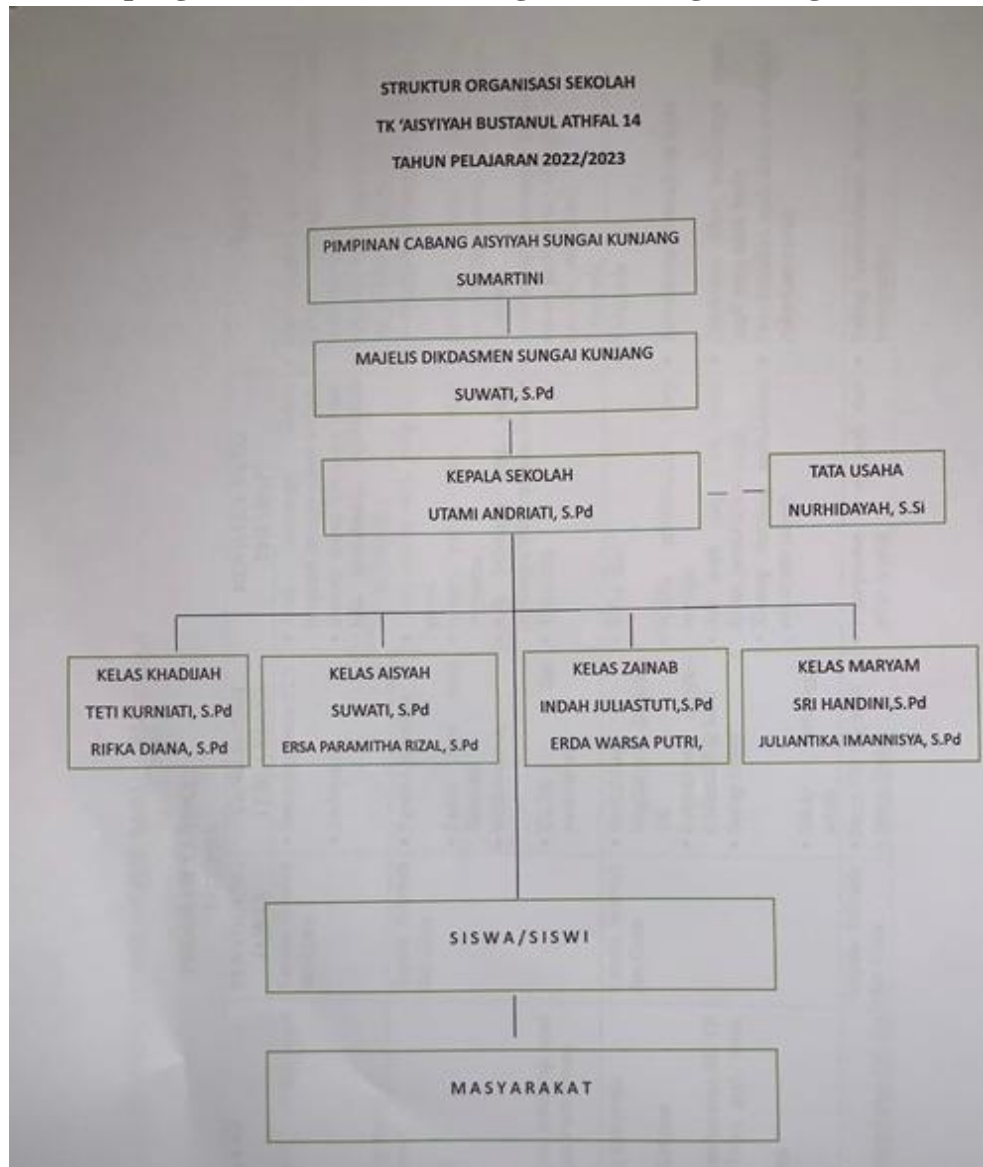 STRUKTUR ORGANISASI SEKOLAH
TK 'AISYIYAH BUSTANUL ATHFAL 14
TAHUN PELAJARAN 2022/2023
PIMPINAN CABANG AISYIYAH SUNGAI KUNJANG
SUMARTINI
MAJELIS DIKDASMEN SUNGAI KUNJANG
SUWATI, S.Pd
KEPALA SEKOLAH
UTAMI ANDRIATI, S.Pd
TATA USAHA
NURHIDAYAH, S.Si
KELAS KHADIJAH
TETI KURNIATI, S.Pd
RIFKA DIANA, S.Pd
KELAS AISYAH
SUWATI, S.Pd
ERSA PARAMITHA RIZAL, S.Pd
KELAS ZAINAB
INDAH JULIASTUTI,S.Pd
ERDA WARSA PUTRI,
KELAS MARYAM
SRI HANDINI,S.Pd
JULIANTIKA IMANNISYA, S.Pd
SISWA/SISWI
MASYARAKAT